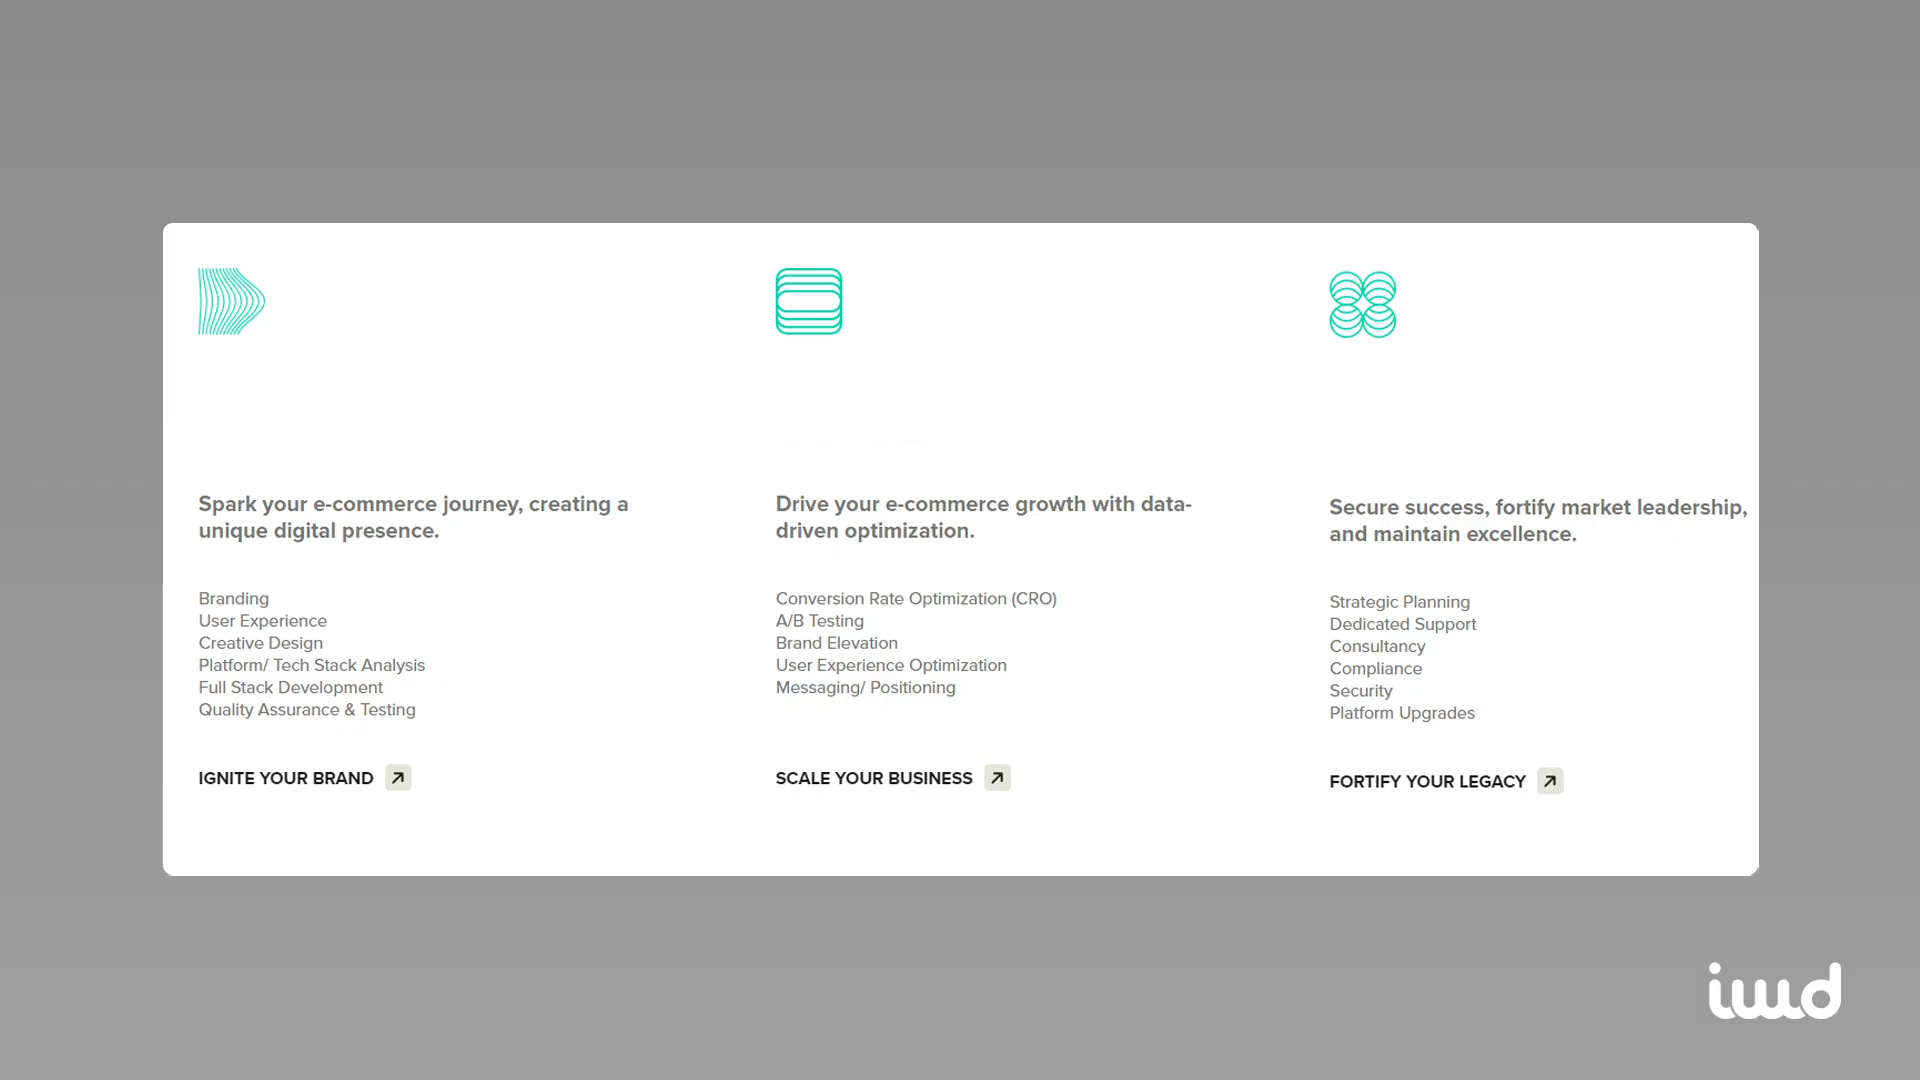 Spark your e-commerce journey, creating a
unique digital presence.
Branding
User Experience
Creative Design
Platform/ Tech Stack Analysis
Full Stack Development
Quality Assurance & Testing
IGNITE YOUR BRAND
Drive your e-commerce growth with data-
driven optimization.
Conversion Rate Optimization (CRO)
A/B Testing
Brand Elevation
User Experience Optimization
Messaging/ Positioning
SCALE YOUR BUSINESS
Secure success, fortify market leadership,
and maintain excellence.
Strategic Planning
Dedicated Support
Consultancy
Compliance
Security
Platform Upgrades
FORTIFY YOUR LEGACY
iwd